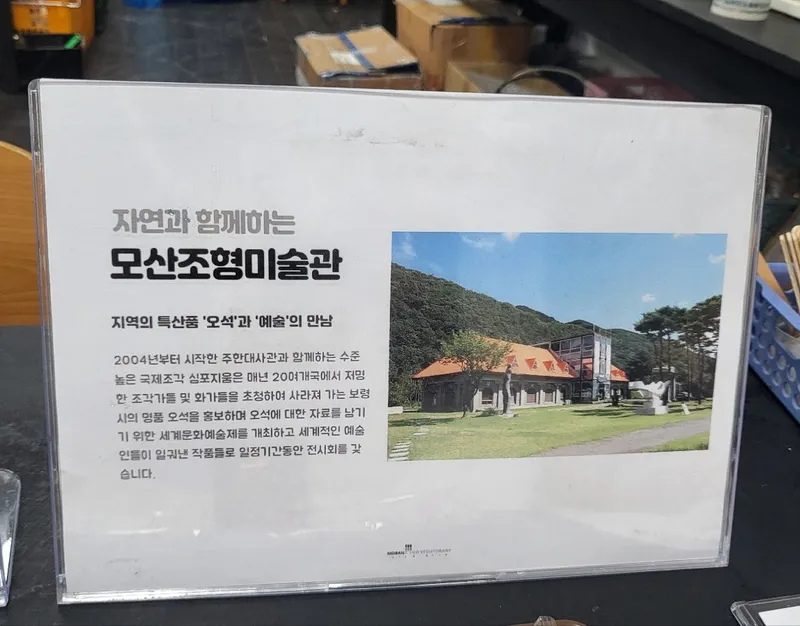 자연과 함께하는
모산조형미술관
지역의 특산품 '오석'과 '예술'의 만남
2004년부터 시작한 주한대사관과 함께하는 수준
높은 국제조각 심포지움은 매년 20여개국에서 저명
한 조각가들 및 화가들을 초청하여 사라져 가는 보령
시의 명품 오석을 홍보하며 오석에 대한 자료를 남기
기 위한 세계문화예술제를 개최하고 세계적인 예술
인들이 일궈낸 작품들로 일정기간동안 전시회를 갖
습니다.